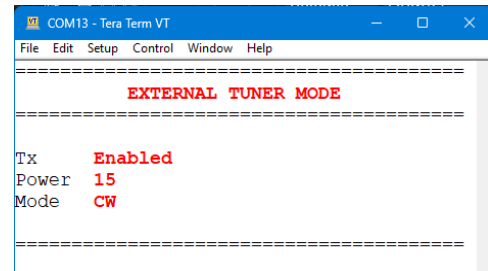 COM13 - Tera Term VT
File Edit Setup Control Window Help
========================================
EXTERNAL TUNER MODE
========================================
Tx Enabled
Power 15
Mode CW
========================================